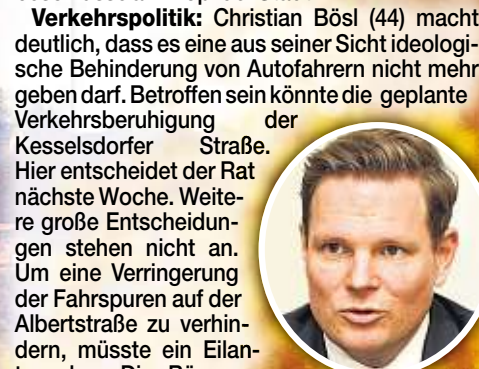 Verkehrspolitik: Christian Bösl (44) macht
deutlich, dass es eine aus seiner Sicht ideologi-
sche Behinderung von Autofahrern nicht mehr
geben darf. Betroffen sein könnte die geplante
Verkehrsberuhigung der
Kesselsdorfer Straße.
Hier entscheidet der Rat
nächste Woche. Weite-
re große Entscheidun-
gen stehen nicht an.
Um eine Verringerung
der Fahrspuren auf der
Albertstraße zu verhin-
dern, müsste ein Eilan-